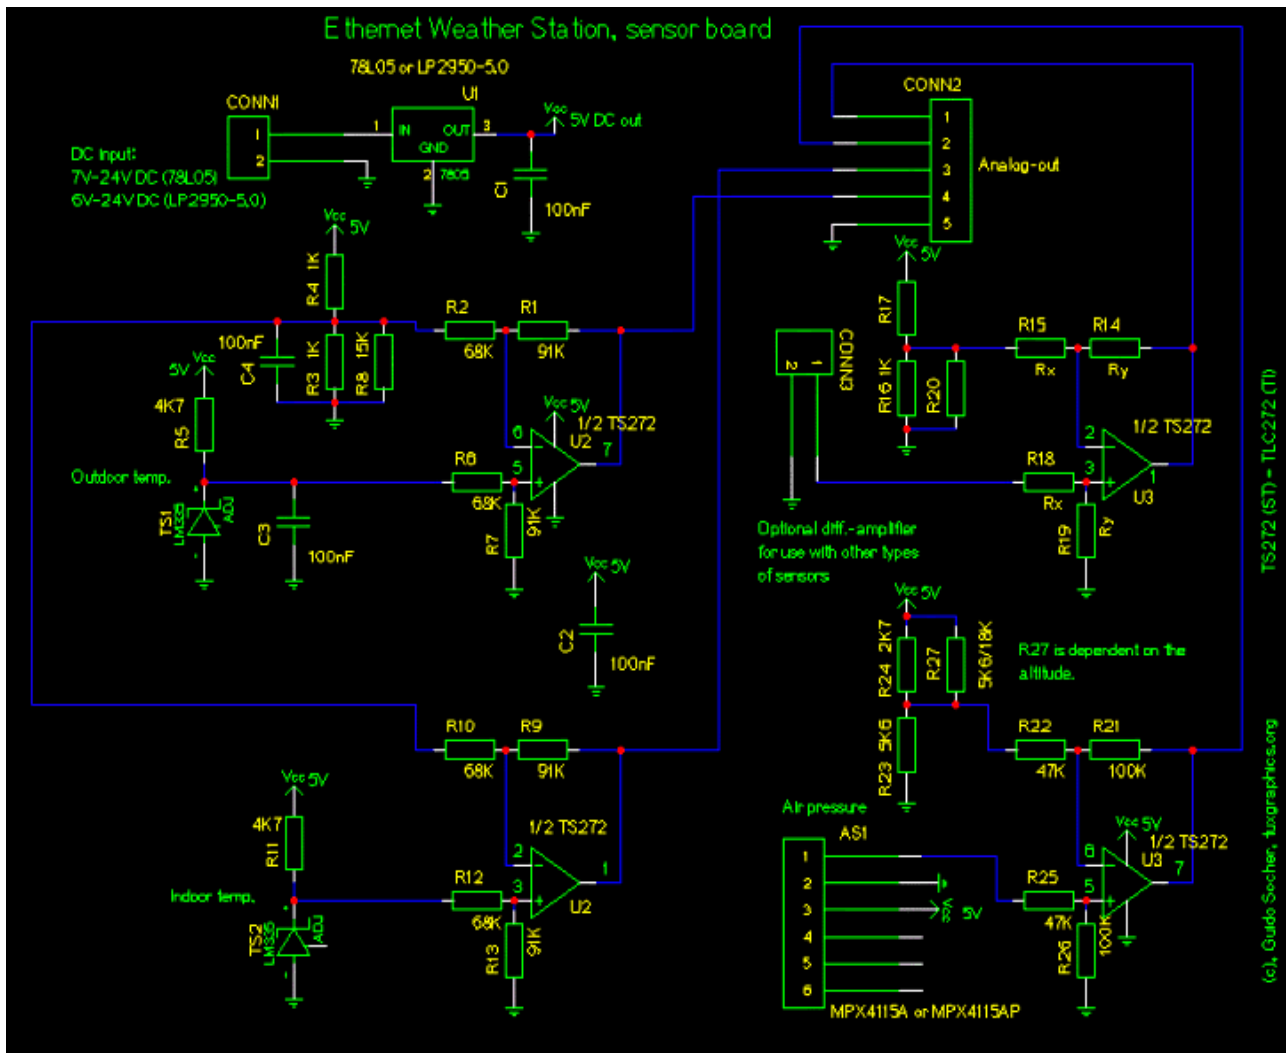 Ethernet Weather Station, sensor board
78L05 or LP2950-5.0
CONN1
1
2
DC input:
7V-24V DC (78L05)
6V-24V DC (LP2950-5.0)
U1
1
IN
OUT
3
GND
2
7805
Vcc
5V DC out
C1
100nF
CONN2
1
2
3
4
5
Analog-out
Vcc
5V
R4 1K
R3 1K
R8 15K
100nF
C4
R2
68K
R1
91K
Vcc
5V
4K7
R5
Outdoor temp.
TS1
LM335
ADJ
C3
100nF
R6
68K
R7
91K
Vcc
5V
1/2 TS272
6
5
7
U2
Vcc
5V
C2
100nF
R10
68K
R9
91K
Vcc
5V
4K7
R11
Indoor temp.
TS2
LM335
ADJ
R12
68K
R13
91K
1/2 TS272
2
3
1
U2
Vcc
5V
R17
R16 1K
R20
R15
Rx
R14
Ry
CONN3
1
2
R18
Rx
R19
Ry
1/2 TS272
2
3
1
U3
Optional diff.-amplifier
for use with other types
of sensors
Vcc
5V
R24 2K7
R27
5K6/18K
R27 is dependent on the
altitude.
R23 5K6
R22
47K
R21
100K
Air pressure
AS1
1
2
3
4
5
6
Vcc
5V
MPX4115A or MPX4115AP
R25
47K
R26
100K
Vcc
5V
1/2 TS272
6
5
7
U3
TS272 (ST) - TLC272 (TI)
(c), Guido Socher, tuxgraphics.org